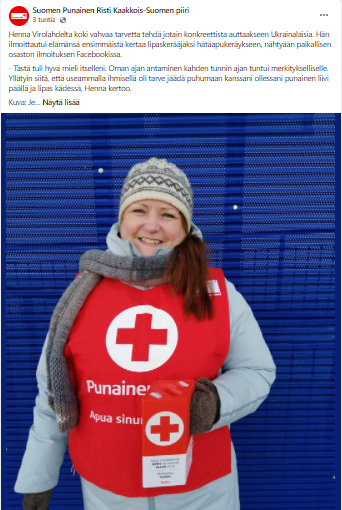 Suomen Punainen Risti Kaakkois-Suomen piiri
3 tuntia
Henna Virolahdelta koki vahvaa tarvetta tehdä jotain konkreettista auttaakseen Ukrainalaisia. Hän
ilmoittautui elämänsä ensimmäistä kertaa lipaskerääjäksi hätäapukeräykseen, nähtyään paikallisen
osaston ilmoituksen Facebookissa.
- Tästä tuli hyvä mieli itselleni. Oman ajan antaminen kahden tunnin ajan tuntui merkitykselliselle.
Yllätyin siitä, että useammalla ihmisellä oli tarve jäädä puhumaan kanssani ollessani punainen liivi
päällä ja lipas kädessä, Henna kertoo.
Kuva: Je... Näytä lisää
Punainen
Apua sinu